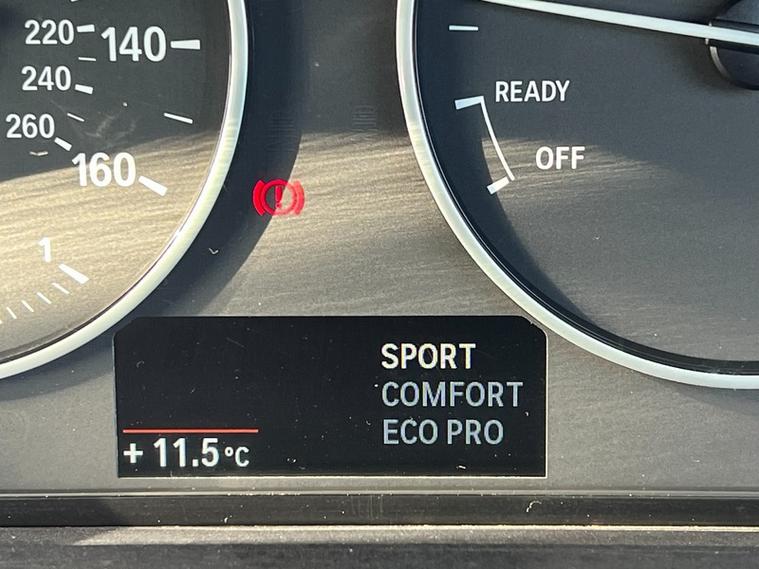 220
140
240
260
160
1
READY
OFF
SPORT
COMFORT
ECO PRO
+ 11.5 °C